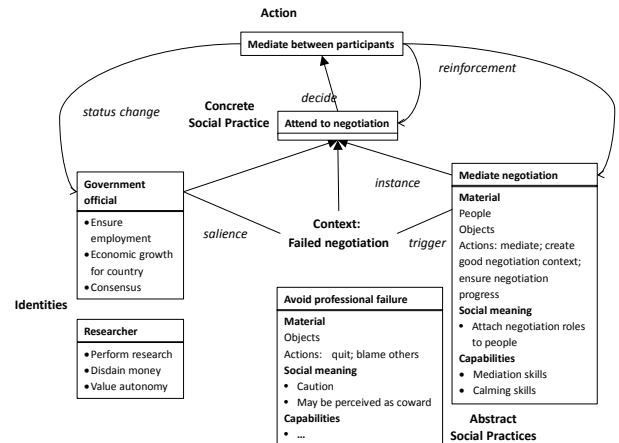 Action
Mediate between participants
reinforcement
status change
decide
Concrete
Social Practice
Attend to negotiation
Government
official
• Ensure
employment
• Economic growth
for country
• Consensus
instance
Context:
Failed negotiation
salience
trigger
Mediate negotiation
Material
People
Objects
Actions: mediate; create
good negotiation context;
ensure negotiation
progress
Social meaning
• Attach negotiation roles
to people
Capabilities
• Mediation skills
• Calming skills
Identities
Researcher
• Perform research
• Disdain money
• Value autonomy
Avoid professional failure
Material
Objects
Actions: quit; blame others
Social meaning
• Caution
• May be perceived as coward
Capabilities
• ...
Abstract
Social Practices